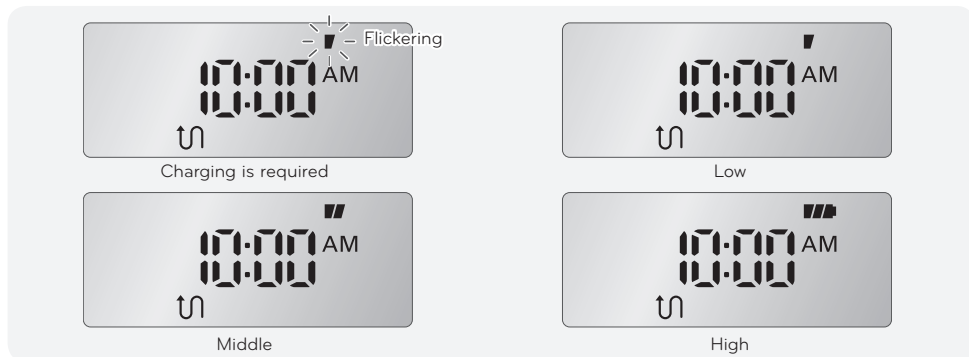 Flickering
10:00 AM
Charging is required
10:00 AM
Low
10:00 AM
Middle
10:00 AM
High